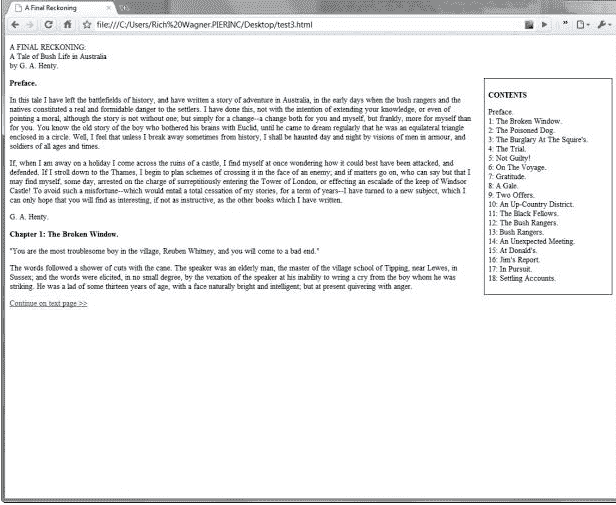 A Final Reckoning
file:///C:/Users/Rich%20Wagner.PIERINC/Desktop/test3.html
A FINAL RECKONING:
A Tale of Bush Life in Australia
by G. A. Henty.
Preface.
In this tale I have left the battlefields of history, and have written a story of adventure in Australia, in the early days when the bush rangers and the
natives constituted a real and formidable danger to the settlers. I have done this, not with the intention of extending your knowledge, or even of
pointing a moral, although the story is not without one; but simply for a change--a change both for you and myself, but frankly, more for myself than
for you. You know the old story of the boy who bothered his brains with Euclid, until he came to dream regularly that he was an equilateral triangle
enclosed in a circle. Well, I feel that unless I break away sometimes from history, I shall be haunted day and night by visions of men in armour, and
soldiers of all ages and times.
If, when I am away on a holiday I come across the ruins of a castle, I find myself at once wondering how it could best have been attacked, and
defended. If I stroll down to the Thames, I begin to plan schemes of crossing it in the face of an enemy; and if matters go on, who can say but that I
may find myself, some day, arrested on the charge of surreptitiously entering the Tower of London, or effecting an escalade of the keep of Windsor
Castle! To avoid such a misfortune--which would entail a total cessation of my stories, for a term of years--I have turned to a new subject, which I
can only hope that you will find as interesting, if not as instructive, as the other books which I have written.
G. A. Henty.
Chapter 1: The Broken Window.
"You are the most troublesome boy in the village, Reuben Whitney, and you will come to a bad end."
The words followed a shower of cuts with the cane. The speaker was an elderly man, the master of the village school of Tipping, near Lewes, in
Sussex; and the words were elicited, in no small degree, by the vexation of the speaker at his inability to wring a cry from the boy whom he was
striking. He was a lad of some thirteen years of age, with a face naturally bright and intelligent; but at present quivering with anger.
Continue on text page >>
CONTENTS
Preface.
1: The Broken Window.
2: The Poisoned Dog.
3: The Burglary At The Squire's.
4: The Trial.
5: Not Guilty!
6: On The Voyage.
7: Gratitude.
8: A Gale.
9: Two Offers.
10: An Up-Country District.
11: The Black Fellows.
12: The Bush Rangers.
13: Bush Rangers.
14: An Unexpected Meeting.
15: At Donald's.
16: Jim's Report.
17: In Pursuit.
18: Settling Accounts.